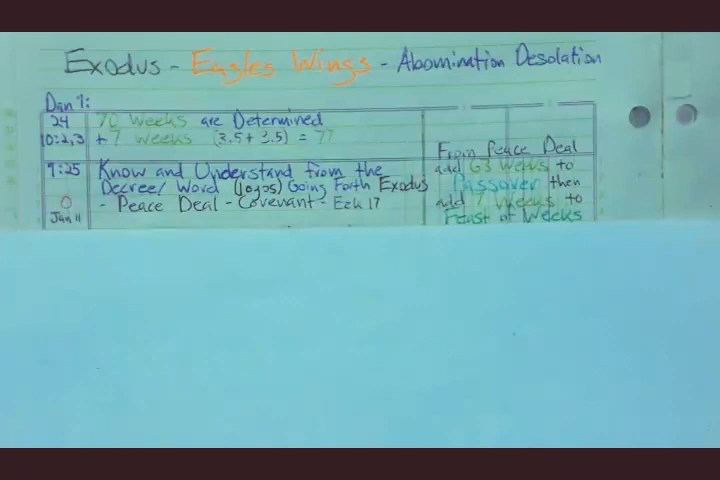 Exodus - Eagles Wings - Abomination Desolation
Dan 9:
24 70 Weeks are Determined
10:2,3 + 7 weeks (3.5 + 3.5) = 77
9:25 Know and Understand from the
Decree/Word (logos) Going Forth Exodus
0 - Peace Deal - Covenant - Ezk 17
Jan 11
From Peace Deal
add 63 Weeks to
Passover then
add 7 Weeks to
Feast of Weeks